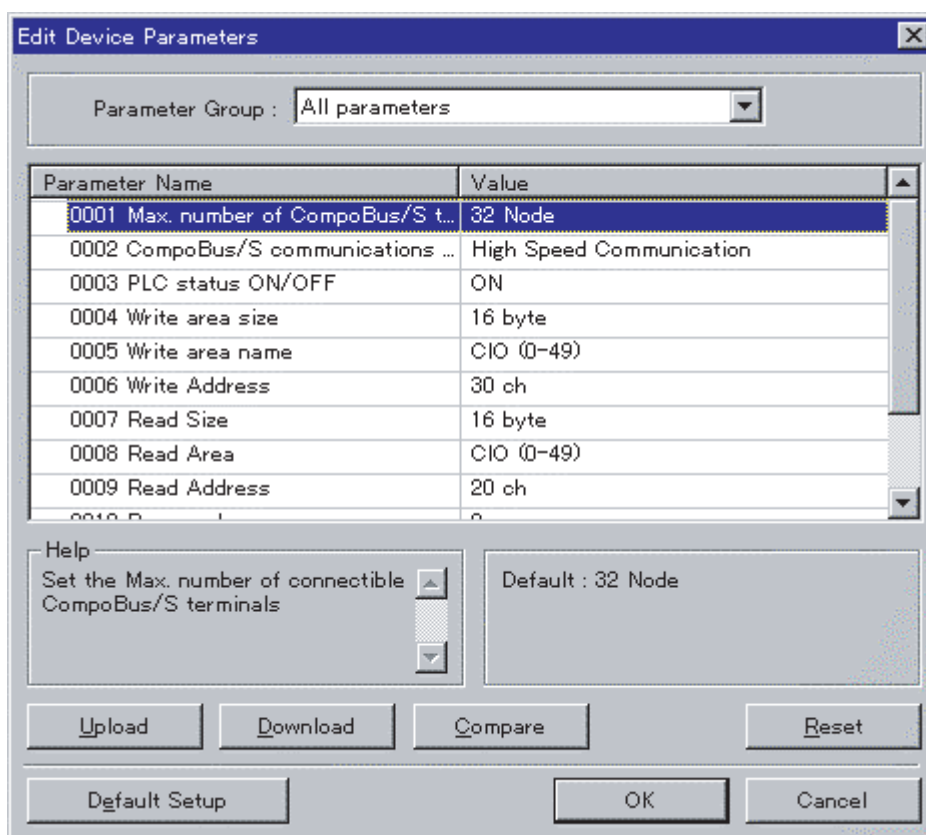 Edit Device Parameters
Parameter Group : All parameters
Parameter Name Value
0001 Max. number of CompoBus/S t... 32 Node
0002 CompoBus/S communications ... High Speed Communication
0003 PLC status ON/OFF ON
0004 Write area size 16 byte
0005 Write area name CIO (0-49)
0006 Write Address 30 ch
0007 Read Size 16 byte
0008 Read Area CIO (0-49)
0009 Read Address 20 ch
Help
Set the Max. number of connectible
CompoBus/S terminals
Default : 32 Node
Upload Download Compare Reset
Default Setup OK Cancel